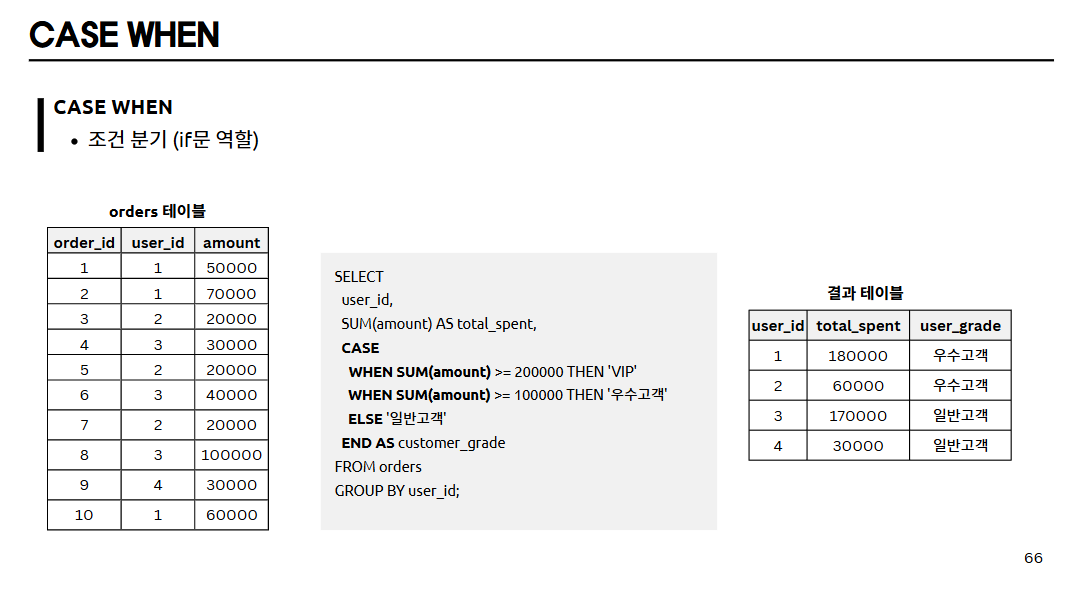 CASE WHEN
CASE WHEN
• 조건 분기 (if문 역할)
orders 테이블
order_id user_id amount
1 1 50000
2 1 70000
3 2 20000
4 3 30000
5 2 20000
6 3 40000
7 2 20000
8 3 100000
9 4 30000
10 1 60000
SELECT
user_id,
SUM(amount) AS total_spent,
CASE
WHEN SUM(amount) >= 200000 THEN 'VIP'
WHEN SUM(amount) >= 100000 THEN '우수고객'
ELSE '일반고객'
END AS customer_grade
FROM orders
GROUP BY user_id;
결과 테이블
user_id total_spent user_grade
1 180000 우수고객
2 60000 우수고객
3 170000 일반고객
4 30000 일반고객
66